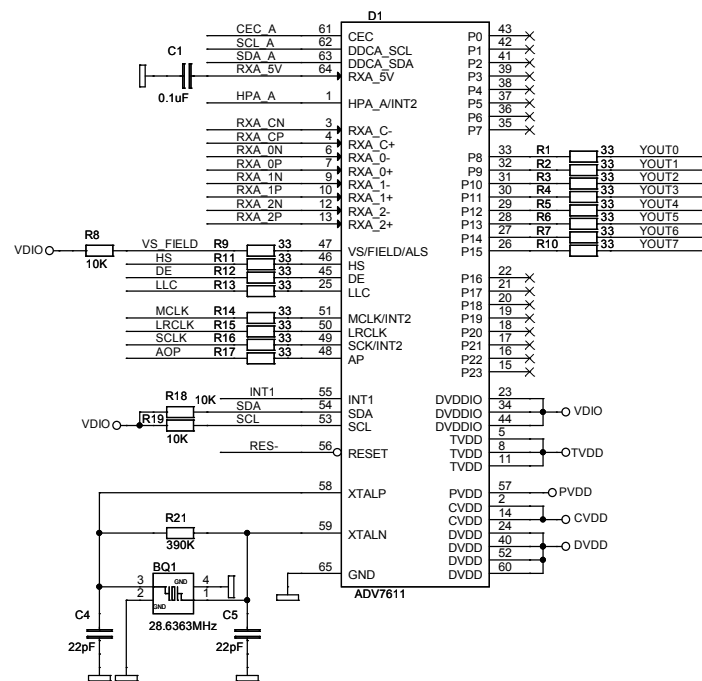 D1
CEC_A 61 CEC P0 43
SCL_A 62 DDCA_SCL P1 42
SDA_A 63 DDCA_SDA P2 41
C1 RXA_5V 64 RXA_5V P3 39
0.1uF P4 38
HPA_A 1 HPA_A/INT2 P5 37
P6 36
P7 35
RXA_CN 3 RXA_C-
RXA_CP 4 RXA_C+
RXA_0N 6 RXA_0- P8 33 R1 33 YOUT0
RXA_0P 7 RXA_0+ P9 32 R2 33 YOUT1
RXA_1N 9 RXA_1- P10 31 R3 33 YOUT2
RXA_1P 10 RXA_1+ P11 30 R4 33 YOUT3
RXA_2N 12 RXA_2- P12 29 R5 33 YOUT4
RXA_2P 13 RXA_2+ P13 28 R6 33 YOUT5
P14 27 R7 33 YOUT6
P15 26 R10 33 YOUT7
VDIO R8 10K VS_FIELD R9 33 47 VS/FIELD/ALS
HS R11 33 46 HS
DE R12 33 45 DE P16 22
LLC R13 33 25 LLC P17 21
P18 20
MCLK R14 33 51 MCLK/INT2 P19 19
LRCLK R15 33 50 LRCLK P20 18
SCLK R16 33 49 SCK/INT2 P21 17
AOP R17 33 48 AP P22 16
P23 15
INT1 55 INT1 DVDDIO 23
R18 10K SDA 54 SDA DVDDIO 34 VDIO
VDIO R19 10K SCL 53 SCL DVDDIO 44
TVDD 5
RES- 56 RESET TVDD 8 TVDD
TVDD 11
58 XTALP PVDD 57 PVDD
CVDD 2
R21 390K 59 XTALN CVDD 14 CVDD
DVDD 24
DVDD 40 DVDD
DVDD 52
65 GND DVDD 60
ADV7611
BQ1
3 GND 4
2 GND 1
28.6363MHz
C4 22pF
C5 22pF